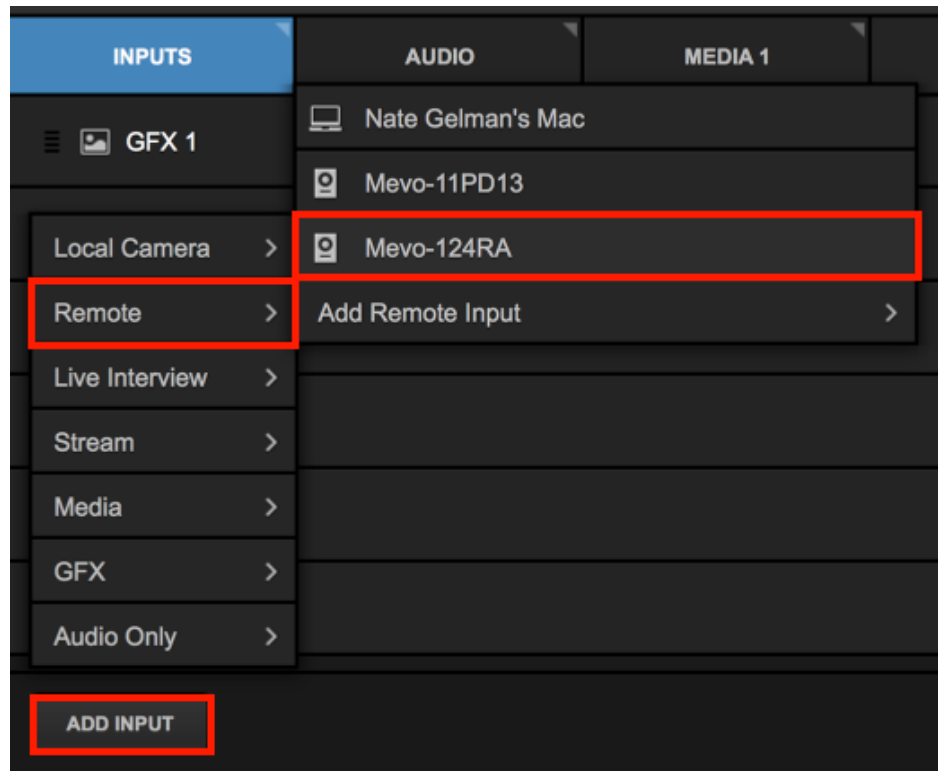 INPUTS
AUDIO
MEDIA 1
GFX 1
Nate Gelman's Mac
Mevo-11PD13
Mevo-124RA
Add Remote Input
Local Camera
Remote
Live Interview
Stream
Media
GFX
Audio Only
ADD INPUT